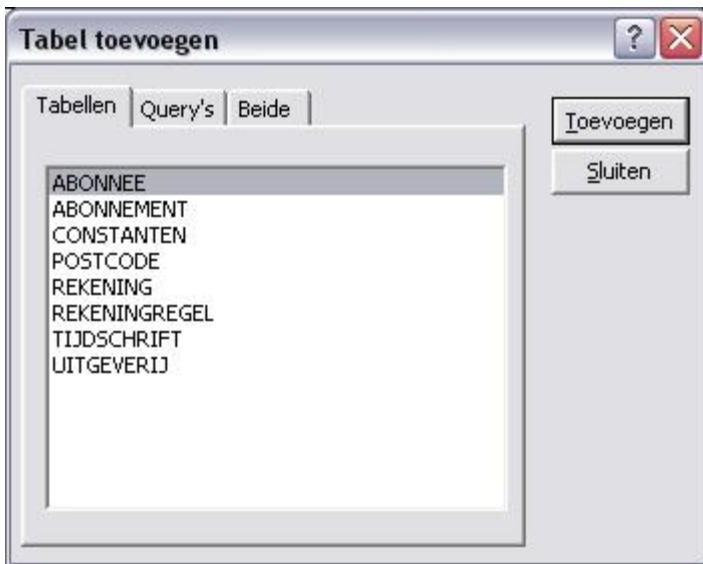 Tabel toevoegen
?
Tabellen Query's Beide
Toevoegen
Sluiten
ABONNEE
ABONNEMENT
CONSTANTEN
POSTCODE
REKENING
REKENINGREGEL
TIJDSCHRIFT
UITGEVERIJ